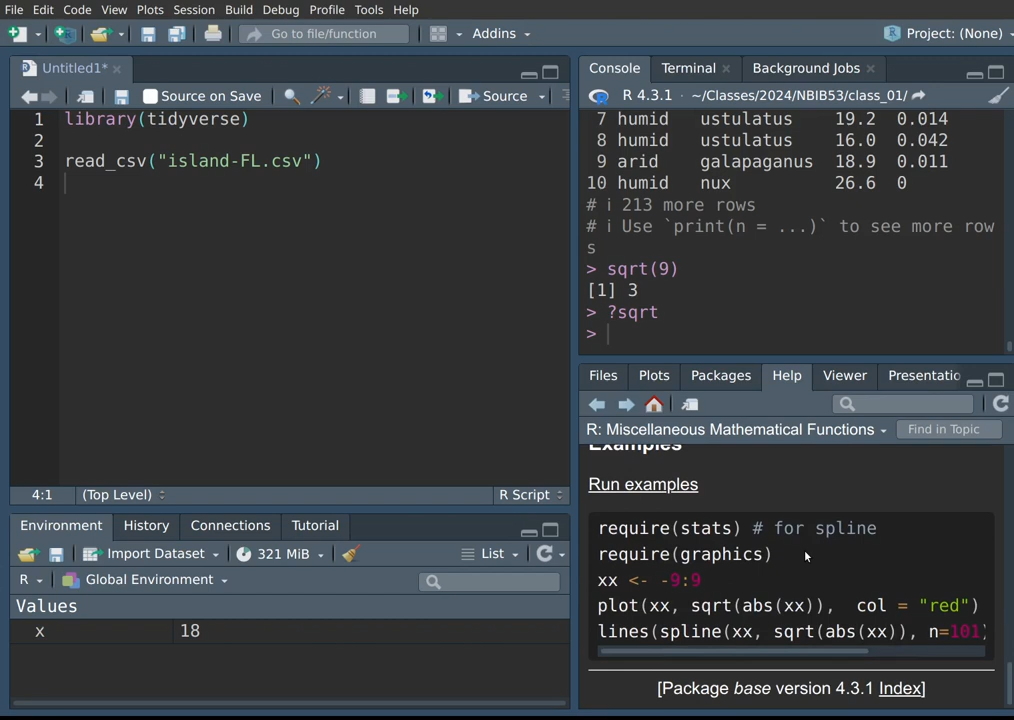 File Edit Code View Plots Session Build Debug Profile Tools Help
Go to file/function Addins Project: (None)
Untitled1*
Source on Save Source
1 library(tidyverse)
2
3 read_csv("island-FL.csv")
4
4:1 (Top Level) R Script
Environment History Connections Tutorial
Import Dataset 321 MiB List
R Global Environment
Values
x 18
Console Terminal Background Jobs
R 4.3.1 · ~/Classes/2024/NBIB53/class_01/
7 humid ustulatus 19.2 0.014
8 humid ustulatus 16.0 0.042
9 arid galapaganus 18.9 0.011
10 humid nux 26.6 0
# i 213 more rows
# i Use `print(n = ...)` to see more row
s
> sqrt(9)
[1] 3
> ?sqrt
>
Files Plots Packages Help Viewer Presentatio
R: Miscellaneous Mathematical Functions Find in Topic
Examples
Run examples
require(stats) # for spline
require(graphics)
xx <- -9:9
plot(xx, sqrt(abs(xx)), col = "red")
lines(spline(xx, sqrt(abs(xx)), n=101)
[Package base version 4.3.1 Index]